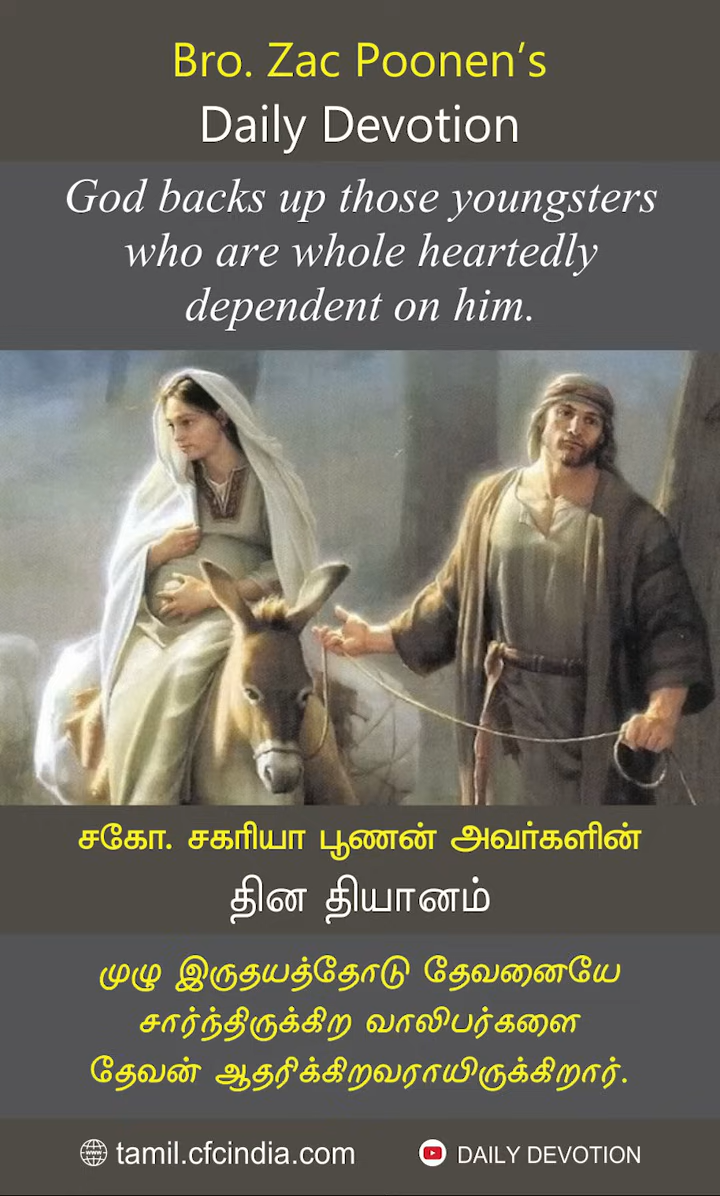 Bro. Zac Poonen's
Daily Devotion
God backs up those youngsters
who are whole heartedly
dependent on him.
சகோ. சகரியா பூணன் அவர்களின்
தின தியானம்
முழு இருதயத்தோடு தேவனையே
சார்ந்திருக்கிற வாலிபர்களை
தேவன் ஆதரிக்கிறவராயிருக்கிறார்.
tamil.cfcindia.com DAILY DEVOTION